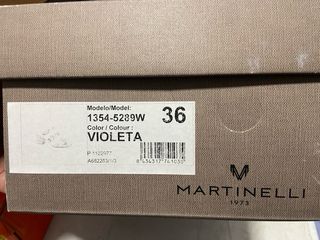 Modelo/Model:
1354-5289W 36
Color / Colour :
VIOLETA
MARTINELLI
1973